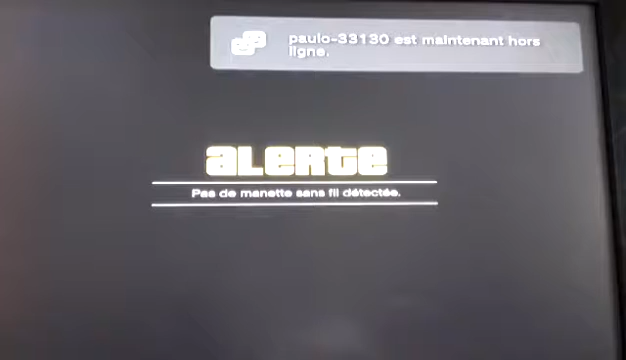 paulo-33130 est maintenant hors
ligne.
aLeRte
Pas de manette sans fil détectée.